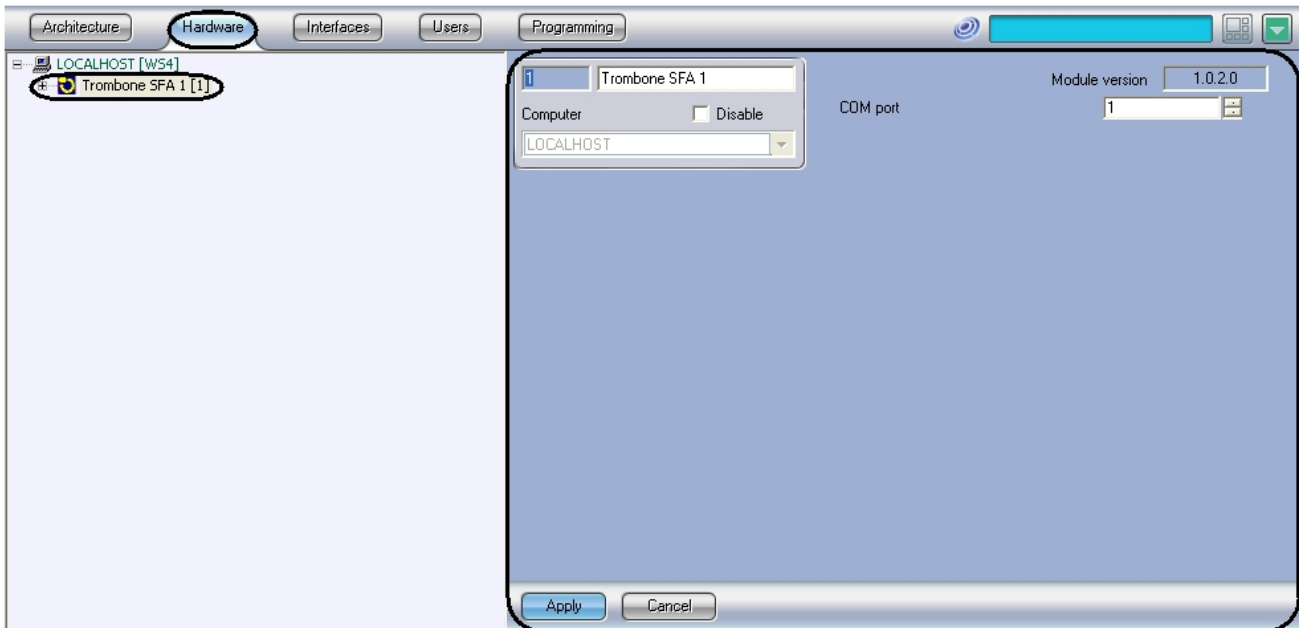 Architecture Hardware Interfaces Users Programming
LOCALHOST [WS4]
Trombone SFA 1 [1]
1 Trombone SFA 1
Module version 1.0.2.0
Computer Disable
COM port 1
LOCALHOST
Apply Cancel